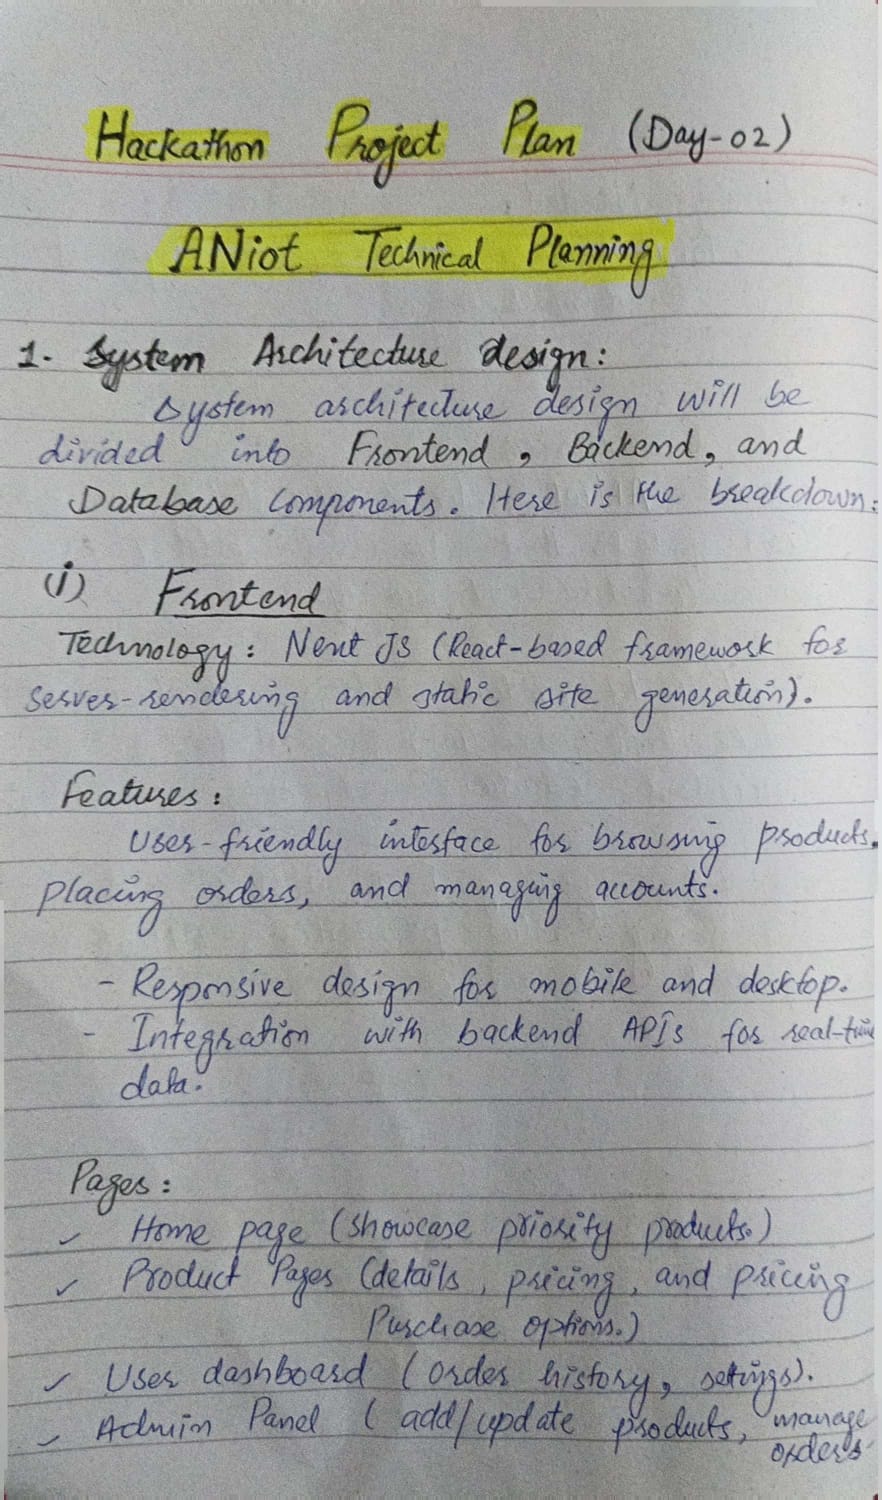 Hackathon Project Plan (Day-02)
ANiot Technical Planning
1. System Architecture design:
System architecture design will be
divided into Frontend, Backend, and
Database Components. Here is the breakdown:
(i) Frontend
Technology: Next JS (React-based framework for
server-rendering and static site generation).
Features:
User-friendly interface for browsing products,
placing orders, and managing accounts.
- Responsive design for mobile and desktop.
- Integration with backend APIs for real-time
data.
Pages:
✓ Home page (showcase priority products.)
✓ Product Pages (details, pricing, and pricing
Purchase options.)
✓ User dashboard (order history, settings).
✓ Admin Panel (add/update products, manage
orders